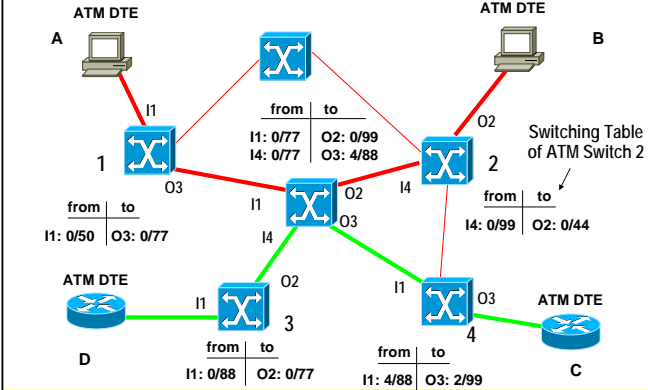 ATM DTE
ATM DTE
A
B
I1
O2
from to
I1: 0/77 O2: 0/99
I4: 0/77 O3: 4/88
Switching Table
of ATM Switch 2
1
2
O3
I4
O2
I1
O3
from to
I4: 0/99 O2: 0/44
from to
I1: 0/50 O3: 0/77
I4
ATM DTE
O2
I1
I1
O3
ATM DTE
3
4
D
C
from to
I1: 0/88 O2: 0/77
from to
I1: 4/88 O3: 2/99